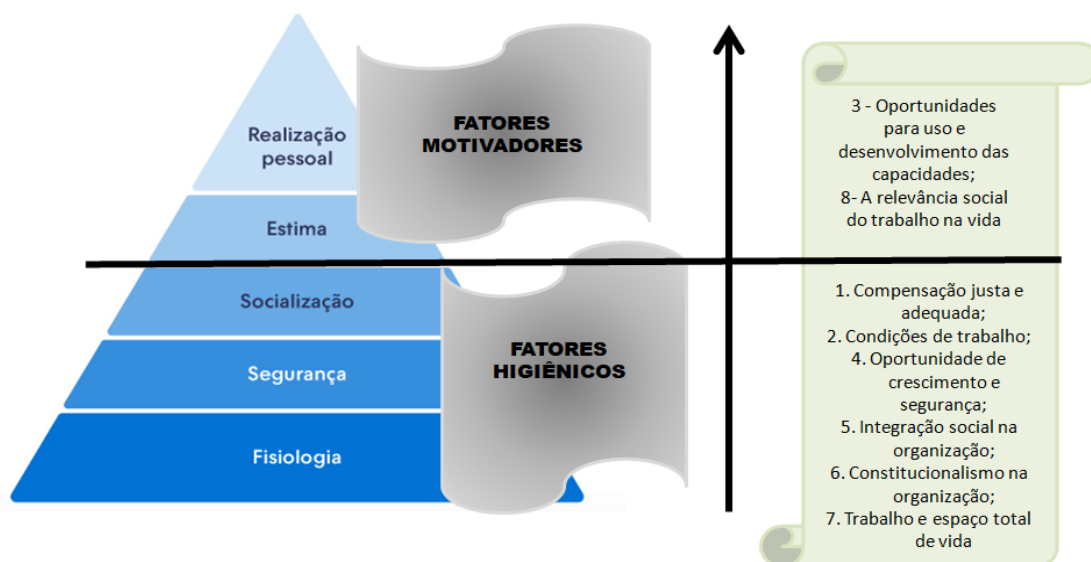 Realização
pessoal
Estima
Socialização
Segurança
Fisiologia
FATORES
MOTIVADORES
FATORES
HIGIÊNICOS
3 - Oportunidades
para uso e
desenvolvimento das
capacidades;
8- A relevância social
do trabalho na vida
1. Compensação justa e
adequada;
2. Condições de trabalho;
4. Oportunidade de
crescimento e
segurança;
5. Integração social na
organização;
6. Constitucionalismo na
organização;
7. Trabalho e espaço total
de vida